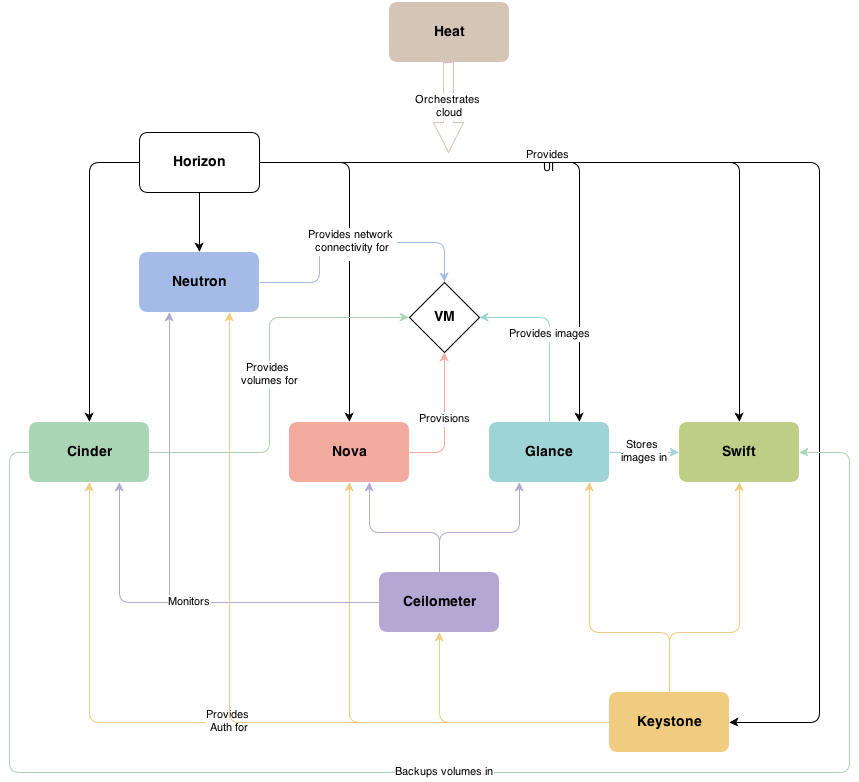 Heat
Orchestrates
cloud
Provides
UI
Horizon
Provides network
connectivity for
Neutron
VM
Provides images
Provides
volumes for
Provisions
Cinder
Nova
Glance
Stores
images in
Swift
Monitors
Ceilometer
Provides
Auth for
Keystone
Backups volumes in